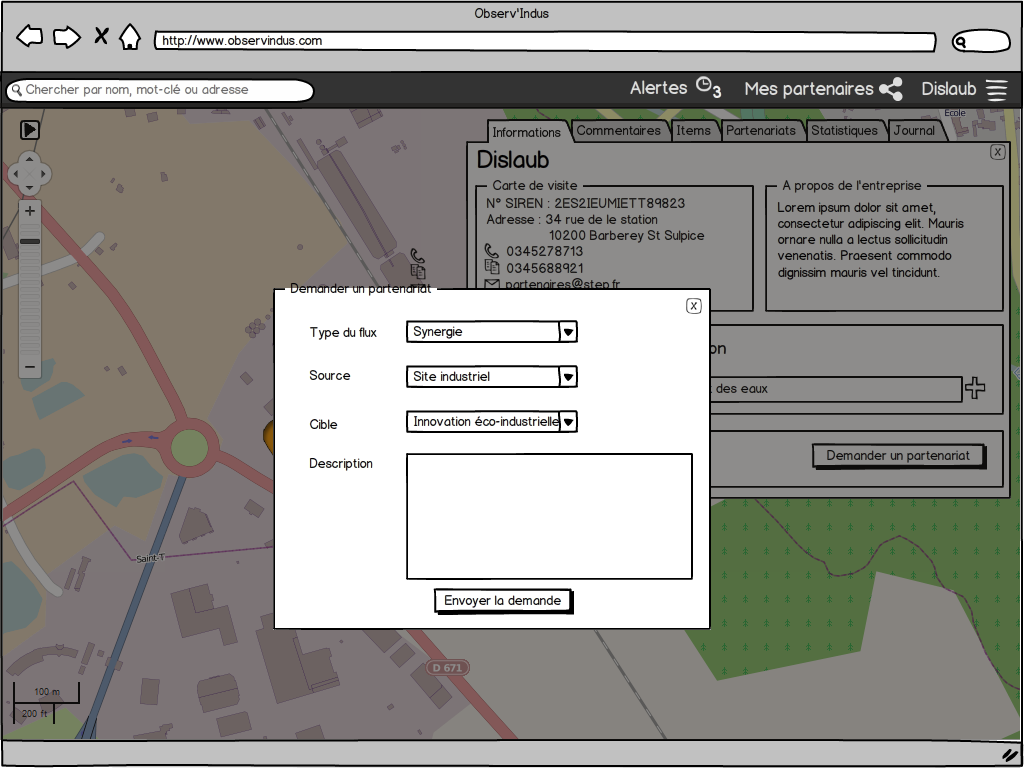 Observ'Indus
http://www.observindus.com
Chercher par nom, mot-clé ou adresse
Alertes 3
Mes partenaires
Dislaub
Ecole
Informations
Commentaires
Items
Partenariats
Statistiques
Journal
X
Dislaub
Carte de visite
N° SIREN : 2ES2IEUMIETT89823
Adresse : 34 rue de le station
10200 Barberey St Sulpice
0345278713
0345688921
partenaires@step.fr
A propos de l'entreprise
Lorem ipsum dolor sit amet,
consectetur adipiscing elit. Mauris
ornare nulla a lectus sollicitudin
venenatis. Praesent commodo
dignissim mauris vel tincidunt.
on
des eaux
Demander un partenariat
Demander un partenariat
X
Type du flux
Synergie
Source
Site industriel
Cible
Innovation éco-industrielle
Description
Envoyer la demande
Saint-T
D 671
100 m
200 ft